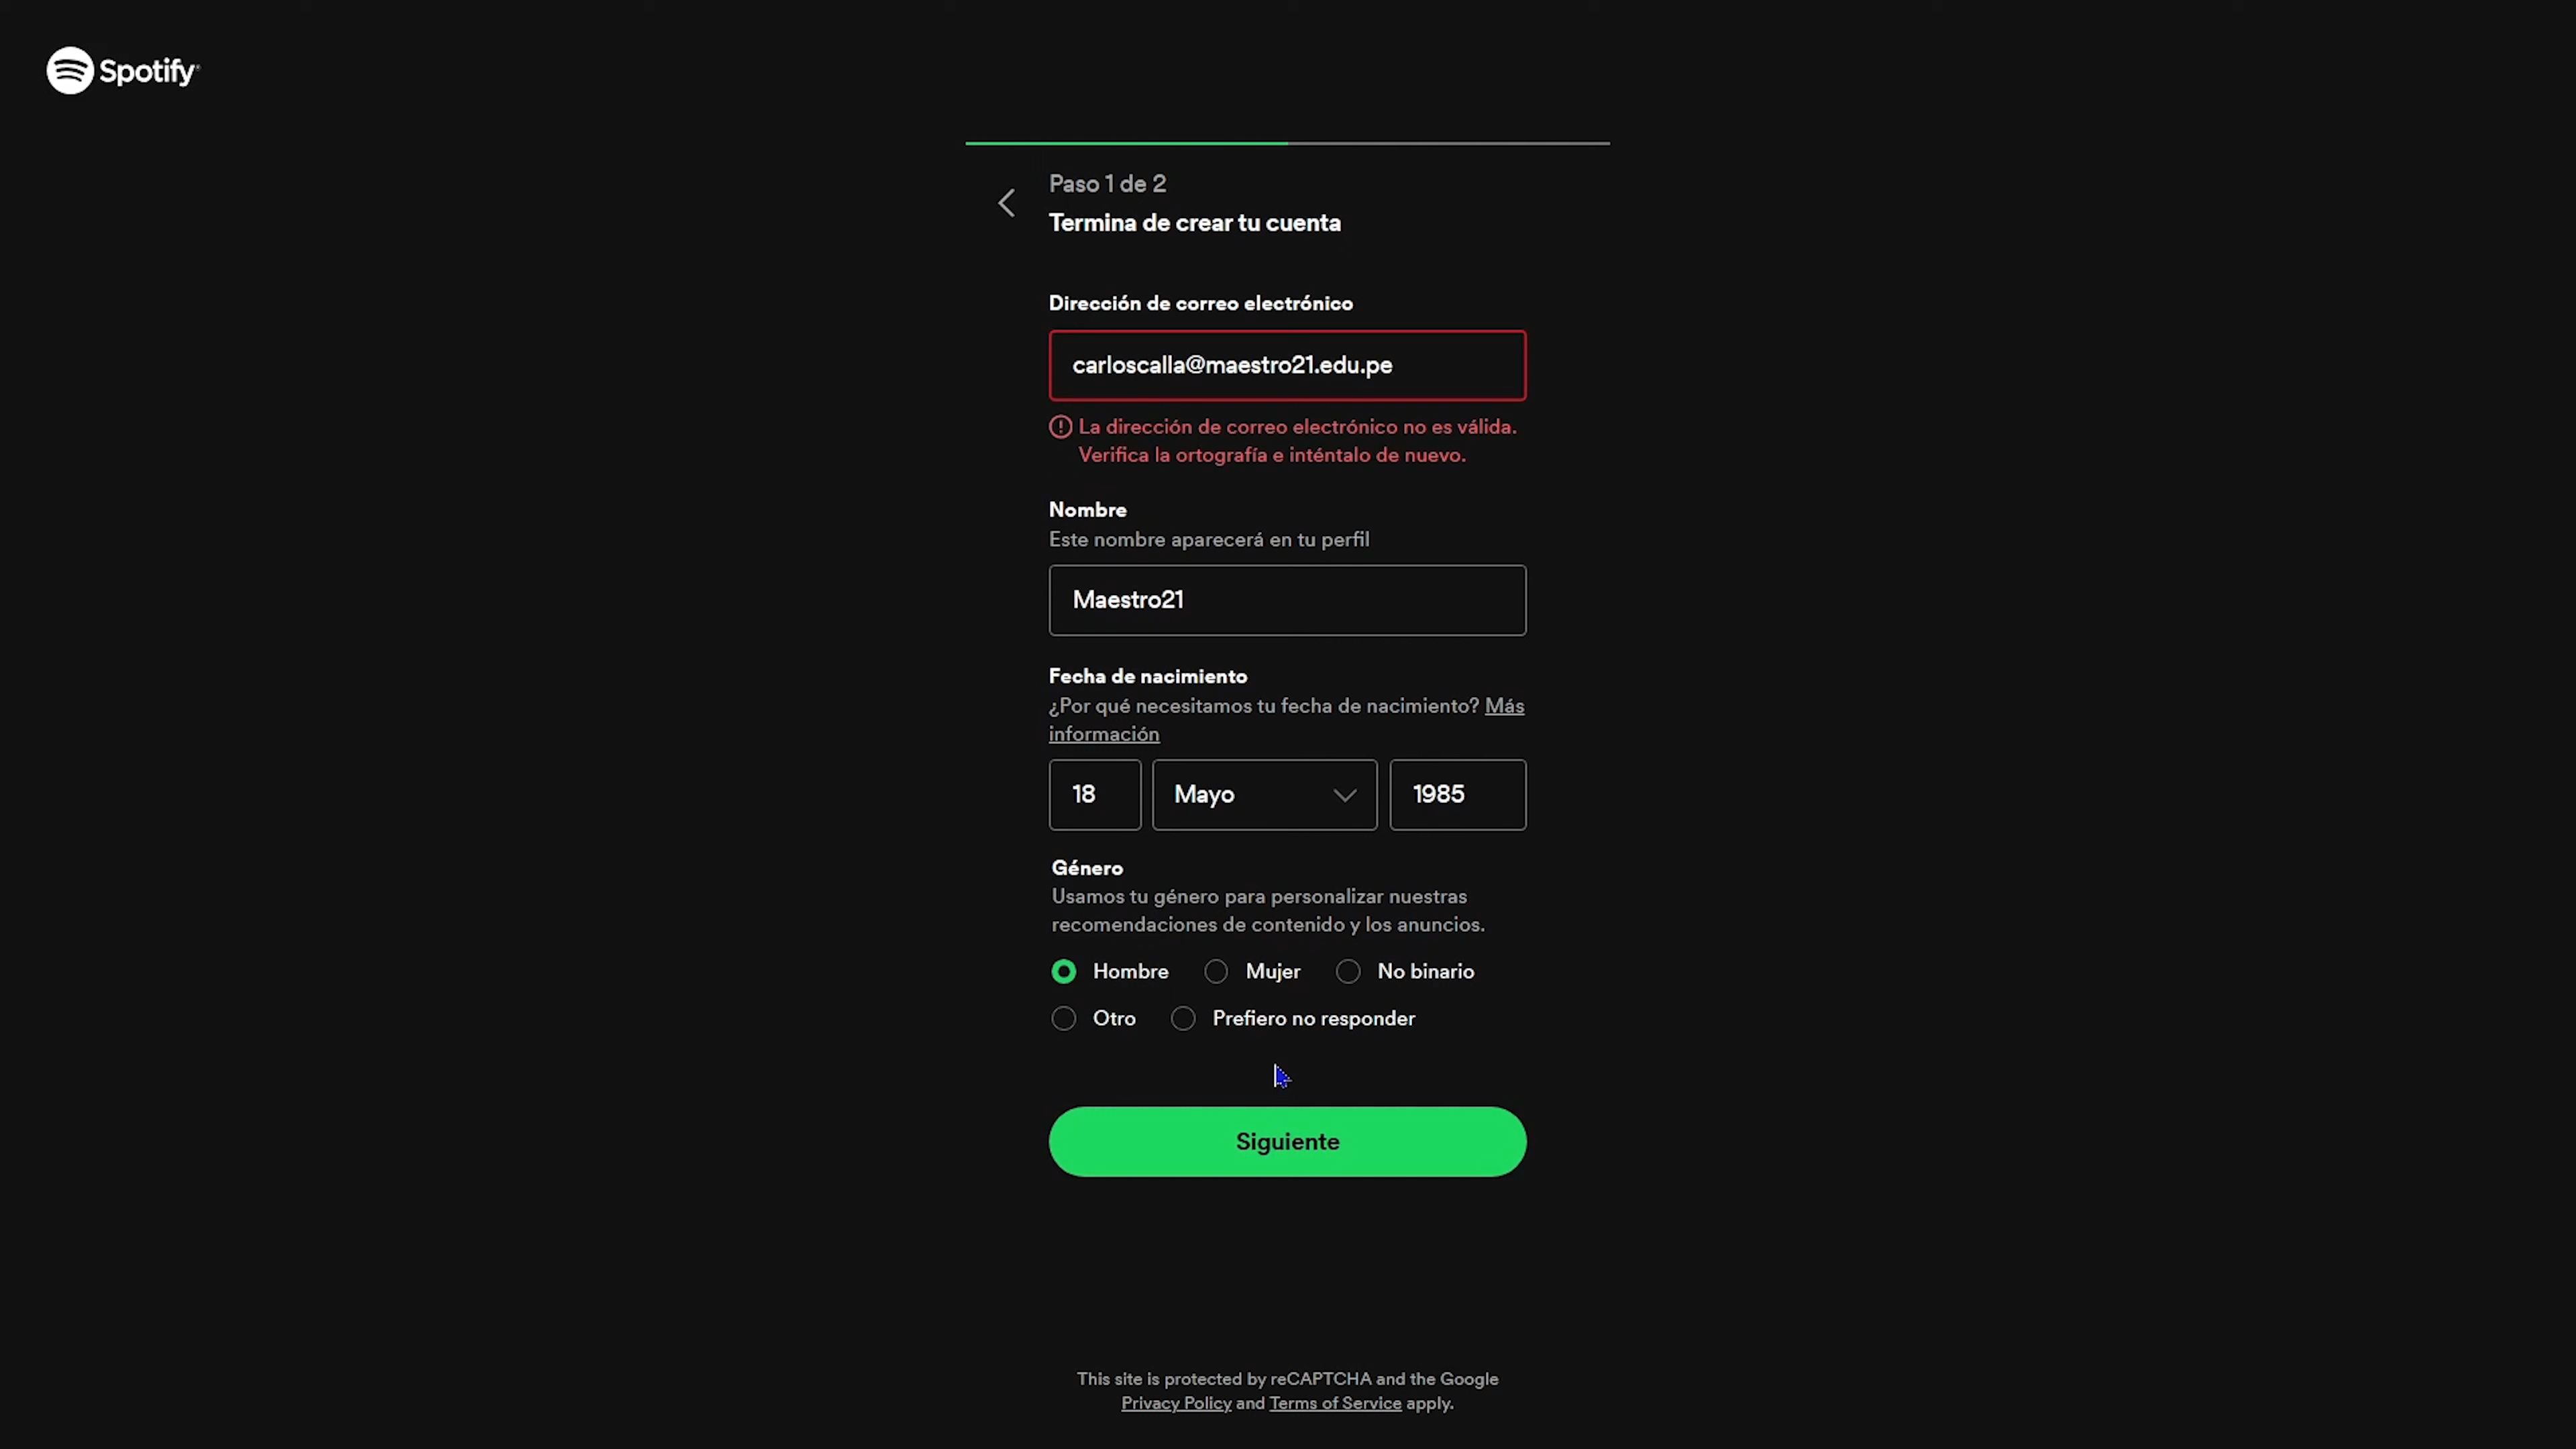 Spotify
Paso 1 de 2
Termina de crear tu cuenta
Dirección de correo electrónico
carloscalla@maestro21.edu.pe
La dirección de correo electrónico no es válida.
Verifica la ortografía e inténtalo de nuevo.
Nombre
Este nombre aparecerá en tu perfil
Maestro21
Fecha de nacimiento
¿Por qué necesitamos tu fecha de nacimiento? Más
información
18 Mayo 1985
Género
Usamos tu género para personalizar nuestras
recomendaciones de contenido y los anuncios.
Hombre Mujer No binario
Otro Prefiero no responder
Siguiente
This site is protected by reCAPTCHA and the Google
Privacy Policy and Terms of Service apply.